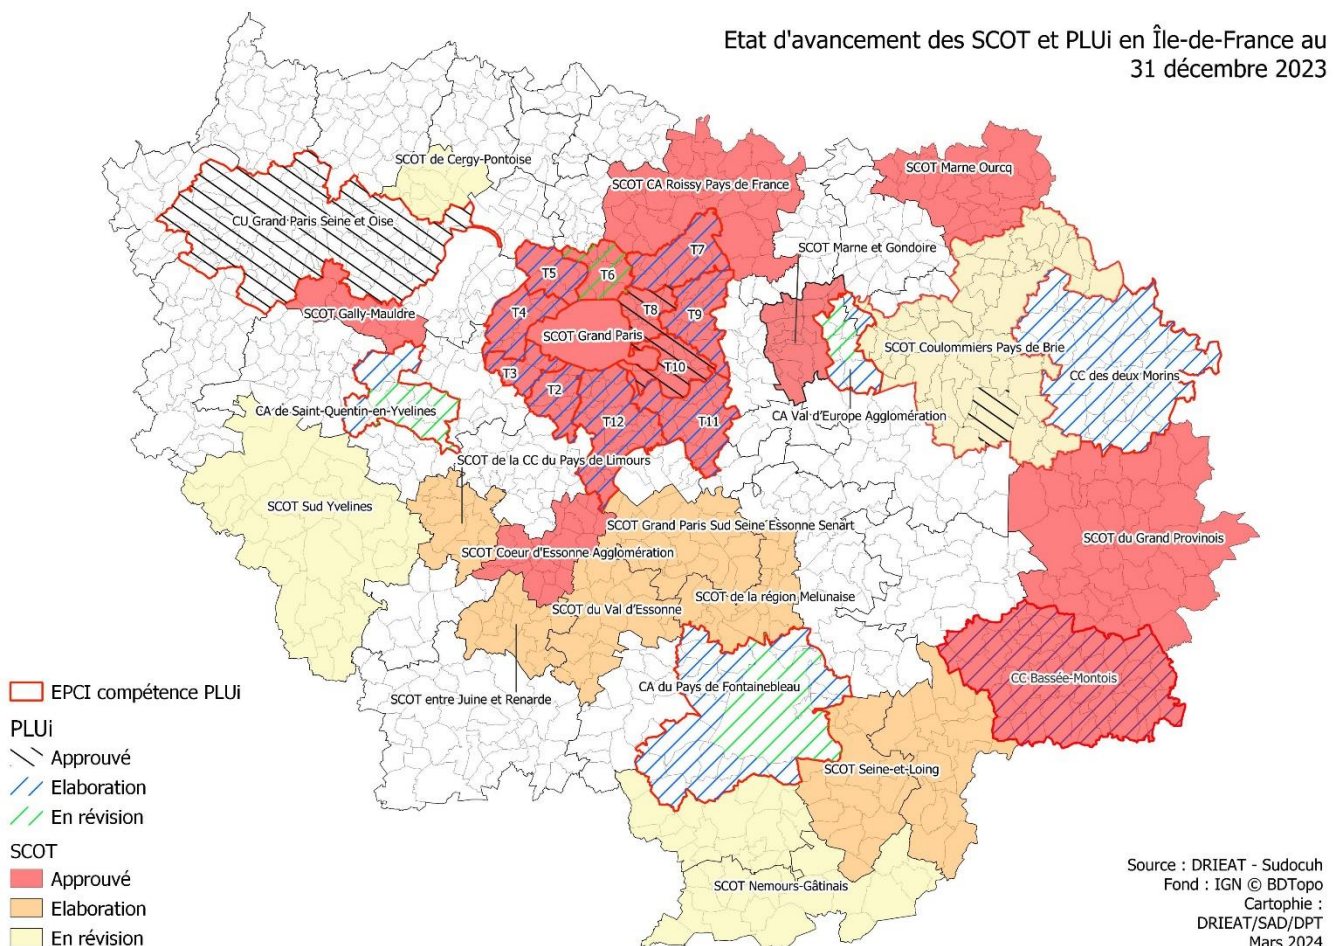 Etat d'avancement des SCOT et PLUi en Île-de-France au
31 décembre 2023
SCOT de Cergy-Pontoise
SCOT Marne Ourcq
SCOT CA Roissy Pays de France
CU Grand Paris Seine et Oise
SCOT Marne et Gondoire
T7
T5
T6
T8
T4
T9
SCOT Gally-Mauldre
SCOT Grand Paris
SCOT Coulommiers Pays de Brie
T10
T3
CC des deux Morins
T2
CA de Saint-Quentin-en-Yvelines
CA Val d'Europe Agglomération
T12
T11
SCOT de la CC du Pays de Limours
SCOT Sud Yvelines
SCOT Grand Paris Sud Seine Essonne Senart
SCOT du Grand Provinois
SCOT Coeur d'Essonne Agglomération
SCOT de la région Melunaise
SCOT du Val d'Essonne
CC Bassée-Montois
CA du Pays de Fontainebleau
SCOT entre Juine et Renarde
SCOT Seine-et-Loing
SCOT Nemours-Gâtinais
EPCI compétence PLUi
PLUi
Approuvé
Elaboration
En révision
SCOT
Approuvé
Elaboration
En révision
Source : DRIEAT - Sudocuh
Fond : IGN © BDTopo
Cartophie :
DRIEAT/SAD/DPT
Mars 2024